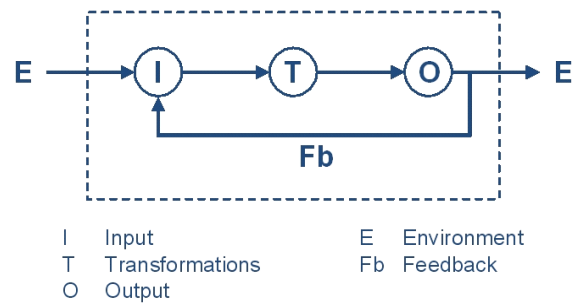 E I T O E
Fb
I Input E Environment
T Transformations Fb Feedback
O Output